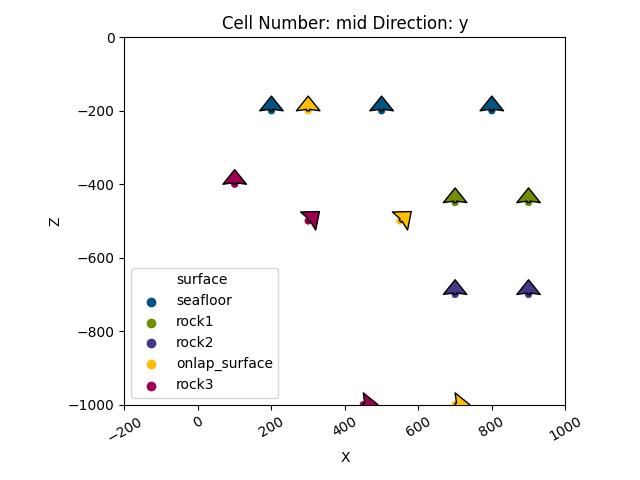 Cell Number: mid Direction: y
0
−200
−400
−600
−800
−1000
Z
surface
seafloor
rock1
rock2
onlap_surface
rock3
−200
0
200
400
600
800
1000
X